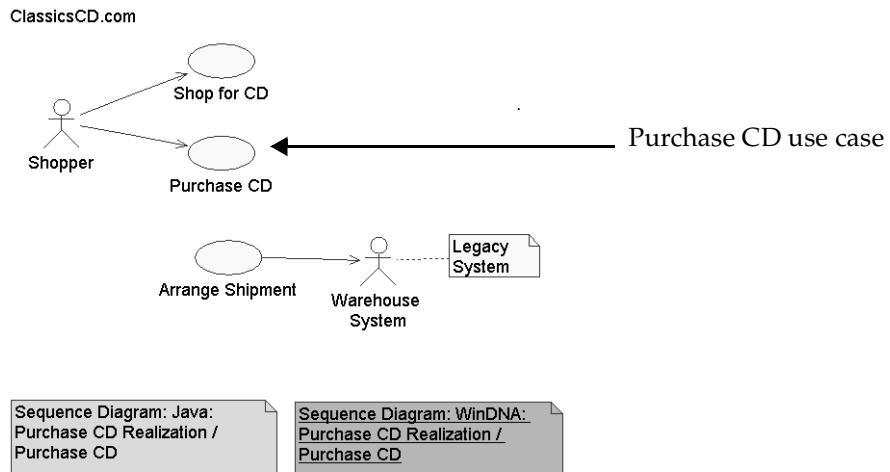 ClassicsCD.com
Shop for CD
Shopper
Purchase CD use case
Purchase CD
Legacy
System
Arrange Shipment
Warehouse
System
Sequence Diagram: Java:
Purchase CD Realization /
Purchase CD
Sequence Diagram: WinDNA:
Purchase CD Realization /
Purchase CD